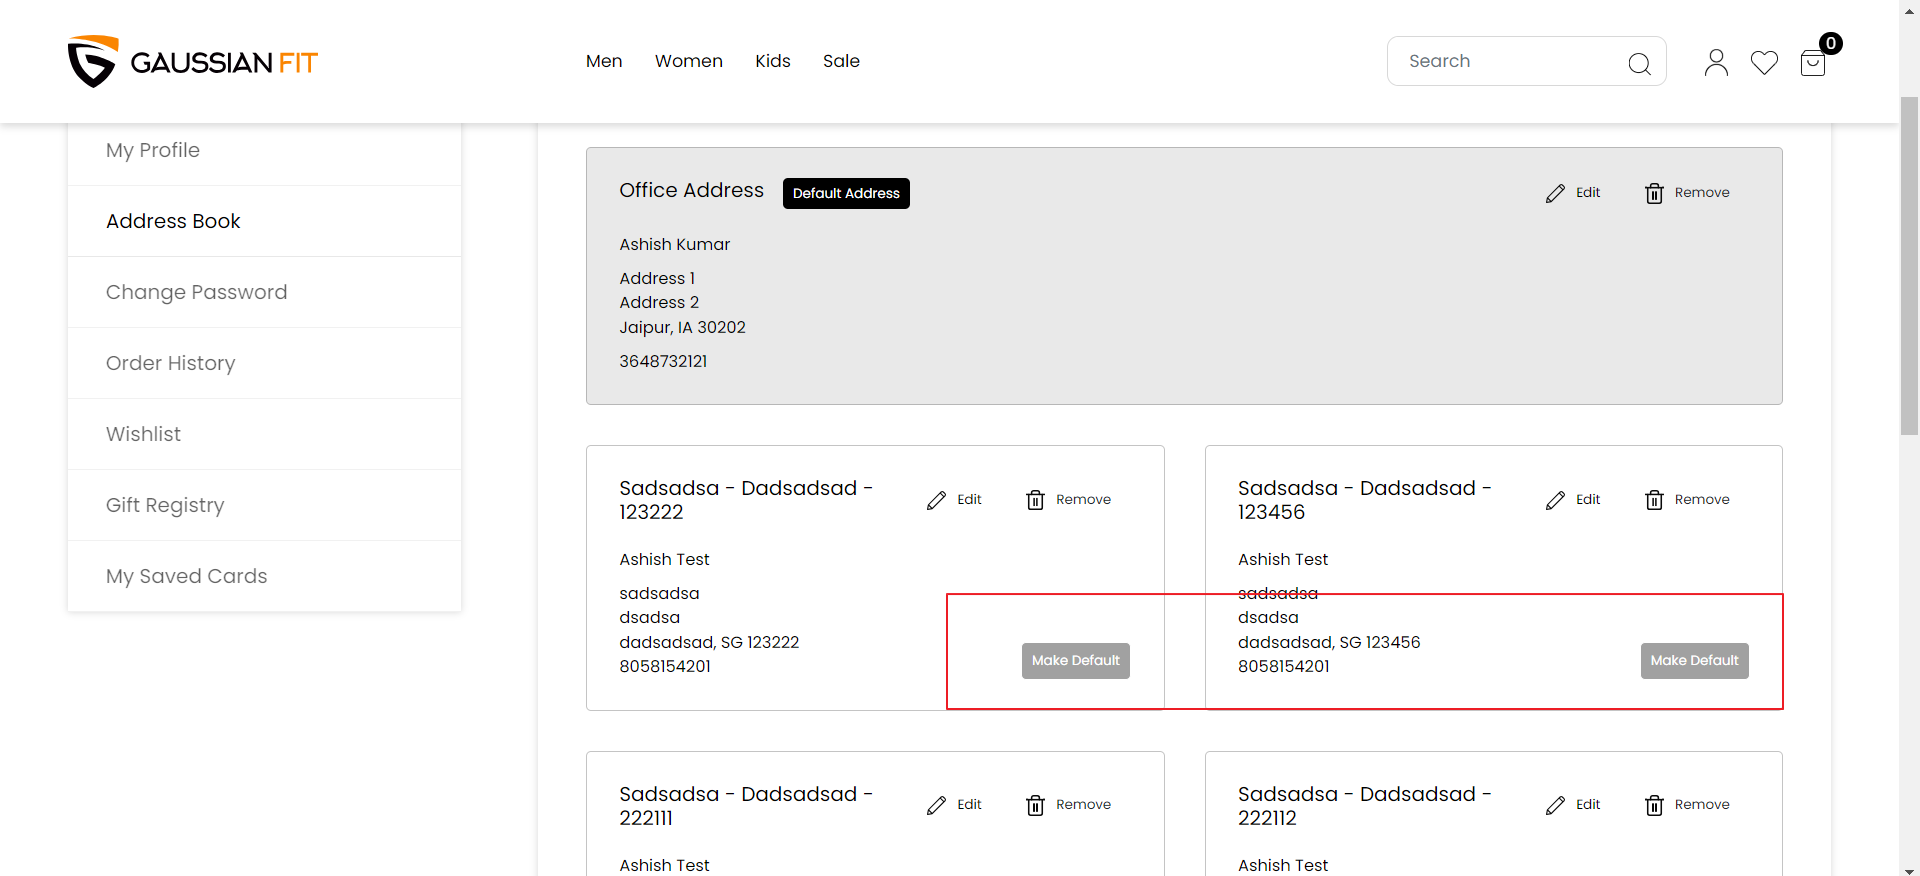 GAUSSIAN FIT
Men Women Kids Sale
Search
0
My Profile
Address Book
Change Password
Order History
Wishlist
Gift Registry
My Saved Cards
Office Address Default Address Edit Remove
Ashish Kumar
Address 1
Address 2
Jaipur, IA 30202
3648732121
Sadsadsa - Dadsadsad -
123222
Edit Remove
Ashish Test
sadsadsa
dsadsa
dadsadsad, SG 123222
8058154201
Make Default
Sadsadsa - Dadsadsad -
123456
Edit Remove
Ashish Test
sadsadsa
dsadsa
dadsadsad, SG 123456
8058154201
Make Default
Sadsadsa - Dadsadsad -
222111
Edit Remove
Ashish Test
Sadsadsa - Dadsadsad -
222112
Edit Remove
Ashish Test